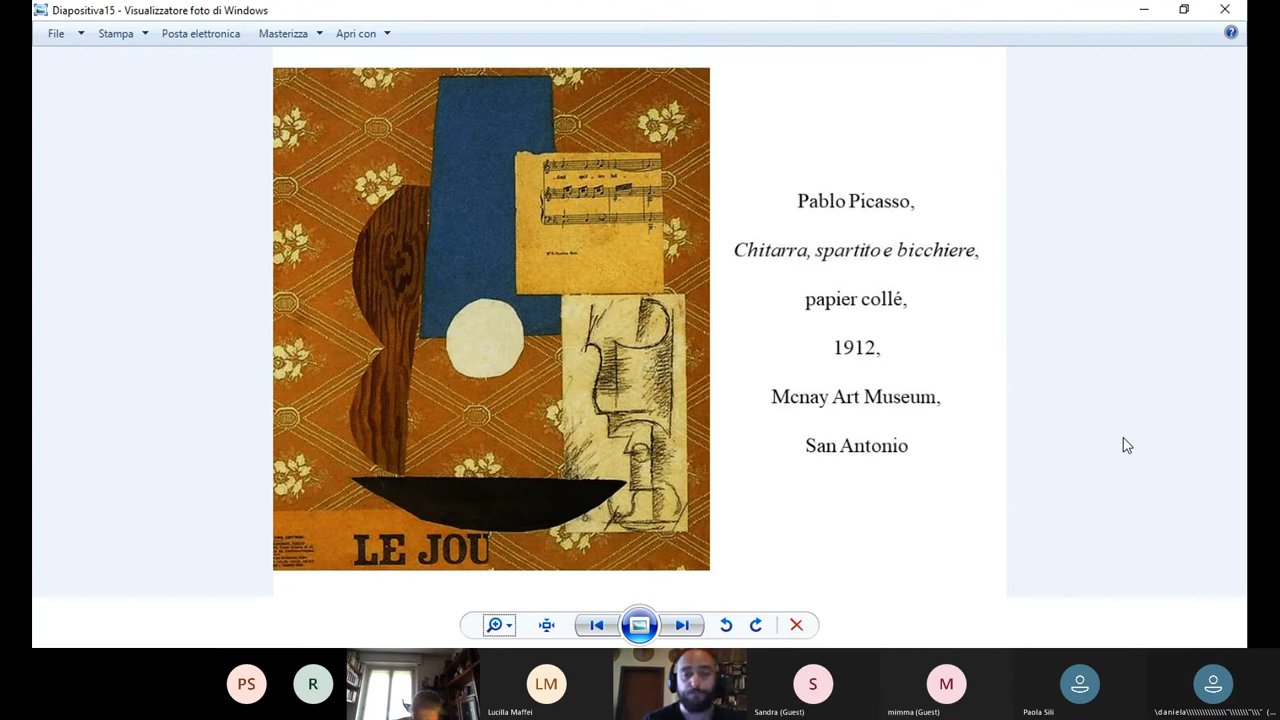 Diapositiva15 - Visualizzatore foto di Windows
File Stampa Posta elettronica Masterizza Apri con
LE JOU
Pablo Picasso,
Chitarra, spartito e bicchiere,
papier collé,
1912,
Mcnay Art Museum,
San Antonio
PS R LM S M
Lucilla Maffei Sandra (Guest) mimma (Guest) Paola Sili